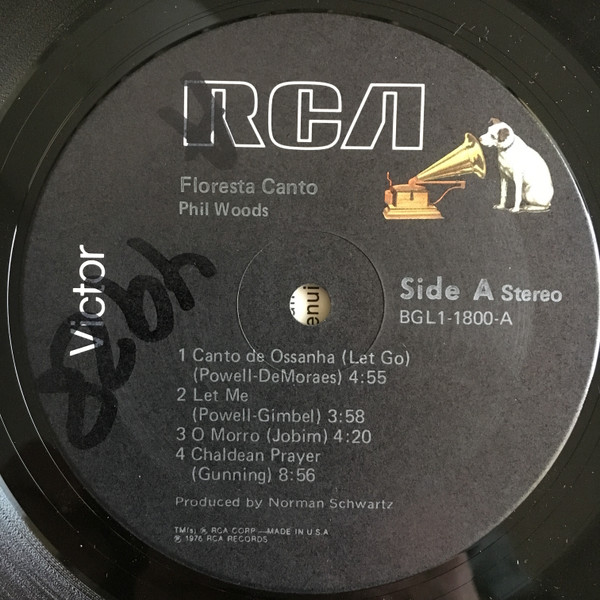 RCA
Floresta Canto
Phil Woods
Victor
Side A Stereo
BGL1-1800-A
1 Canto de Ossanha (Let Go)
(Powell-DeMoraes) 4:55
2 Let Me
(Powell-Gimbel) 3:58
3 O Morro (Jobim) 4:20
4 Chaldean Prayer
(Gunning) 8:56
Produced by Norman Schwartz
TM(s) ® RCA CORP—MADE IN U.S.A
℗ 1976 RCA RECORDS